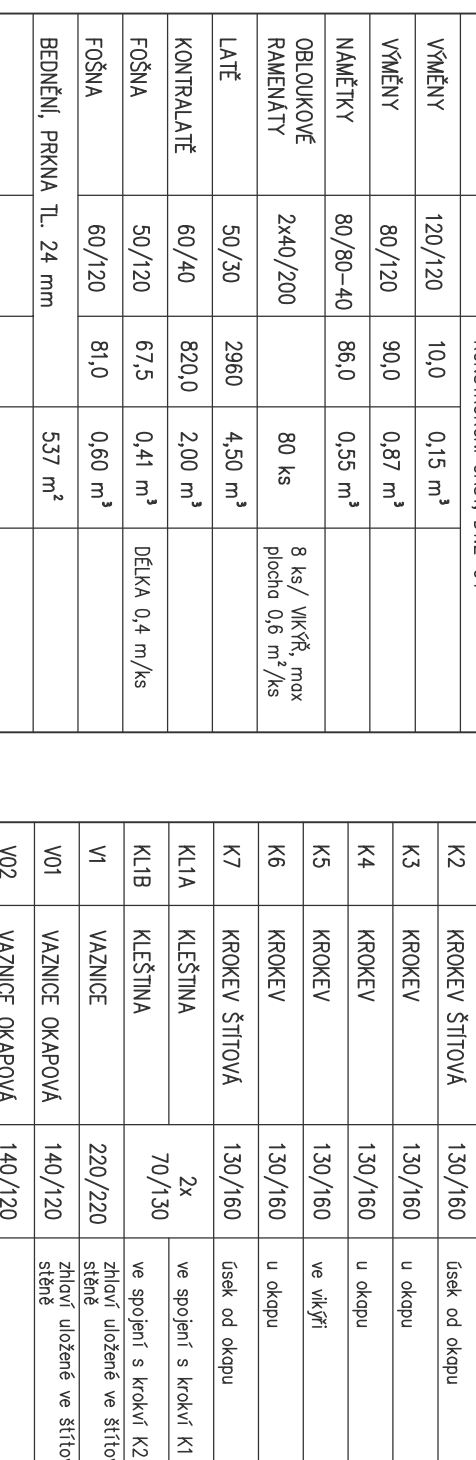 VÝMĚNY 120/120 10,0 0,15 m³
VÝMĚNY 80/120 90,0 0,87 m³
NÁMĚTKY 80/80-40 86,0 0,55 m³
OBLOUKOVÉ
RAMENÁTY 2x40/200 80 ks 8 ks/ VIKÝŘ, max
plocha 0,6 m²/ks
LATĚ 50/30 2960 4,50 m³
KONTRALATĚ 60/40 820,0 2,00 m³
FOŠNA 50/120 67,5 0,41 m³ DÉLKA 0,4 m/ks
FOŠNA 60/120 81,0 0,60 m³
BEDNĚNÍ, PRKNA TL. 24 mm 537 m²
K2 KROKEV ŠTÍTOVÁ 130/160 úsek od okapu
K3 KROKEV 130/160 u okapu
K4 KROKEV 130/160 u okapu
K5 KROKEV 130/160 ve vikýři
K6 KROKEV 130/160 u okapu
K7 KROKEV ŠTÍTOVÁ 130/160 úsek od okapu
KL1A KLEŠTINA 2x ve spojení s krokví K1
KL1B KLEŠTINA 70/130 ve spojení s krokví K2
V1 VAZNICE 220/220 zhlaví uložené ve štíto
stěně
V01 VAZNICE OKAPOVÁ 140/120 zhlaví uložené ve štíto
stěně
V02 VAZNICE OKAPOVÁ 140/120